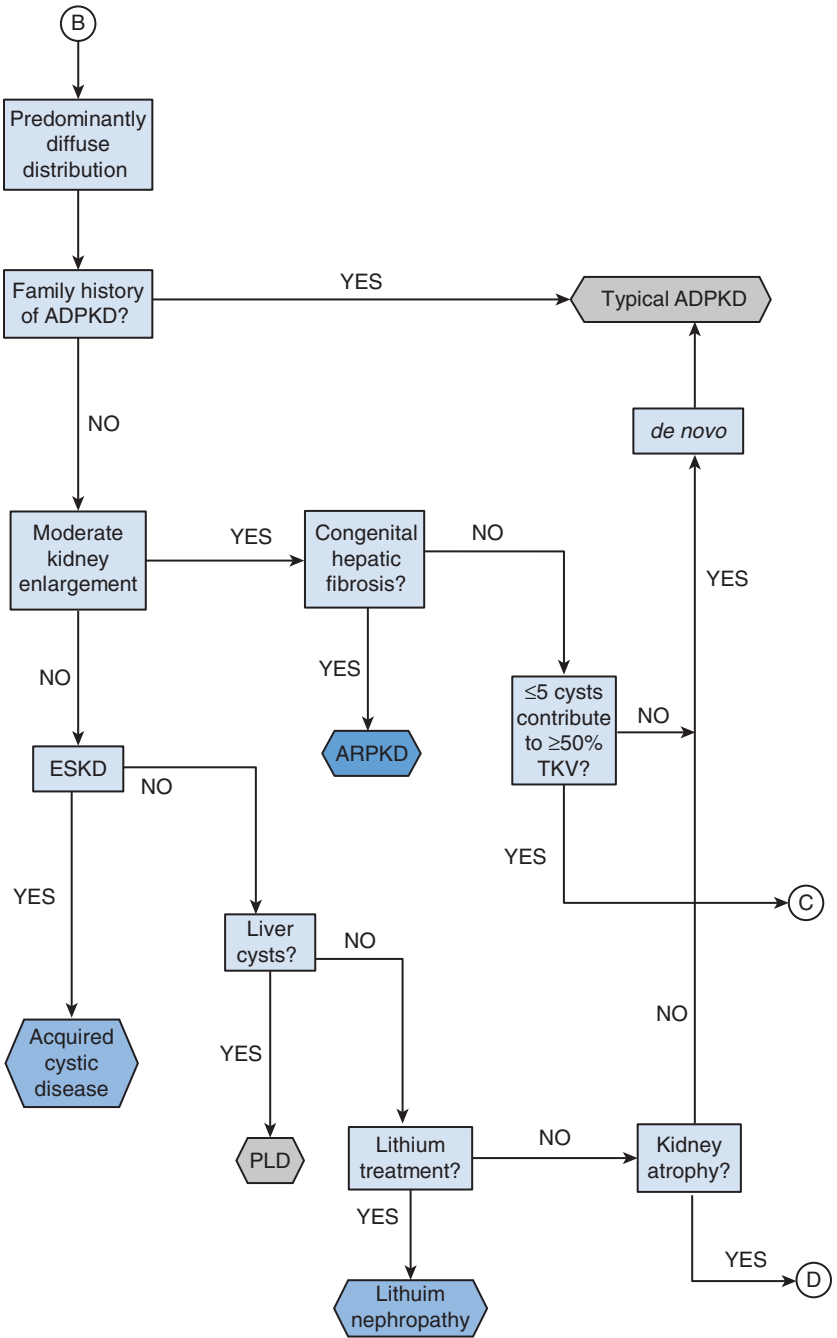 B
Predominantly
diffuse
distribution
Family history
of ADPKD?
YES
Typical ADPKD
NO
de novo
Moderate
kidney
enlargement
YES
Congenital
hepatic
fibrosis?
NO
YES
NO
YES
≤5 cysts
contribute
to ≥50%
TKV?
NO
ESKD
NO
ARPKD
YES
YES
C
Liver
cysts?
NO
NO
Acquired
cystic
disease
YES
PLD
Lithium
treatment?
NO
Kidney
atrophy?
YES
YES
D
Lithuim
nephropathy